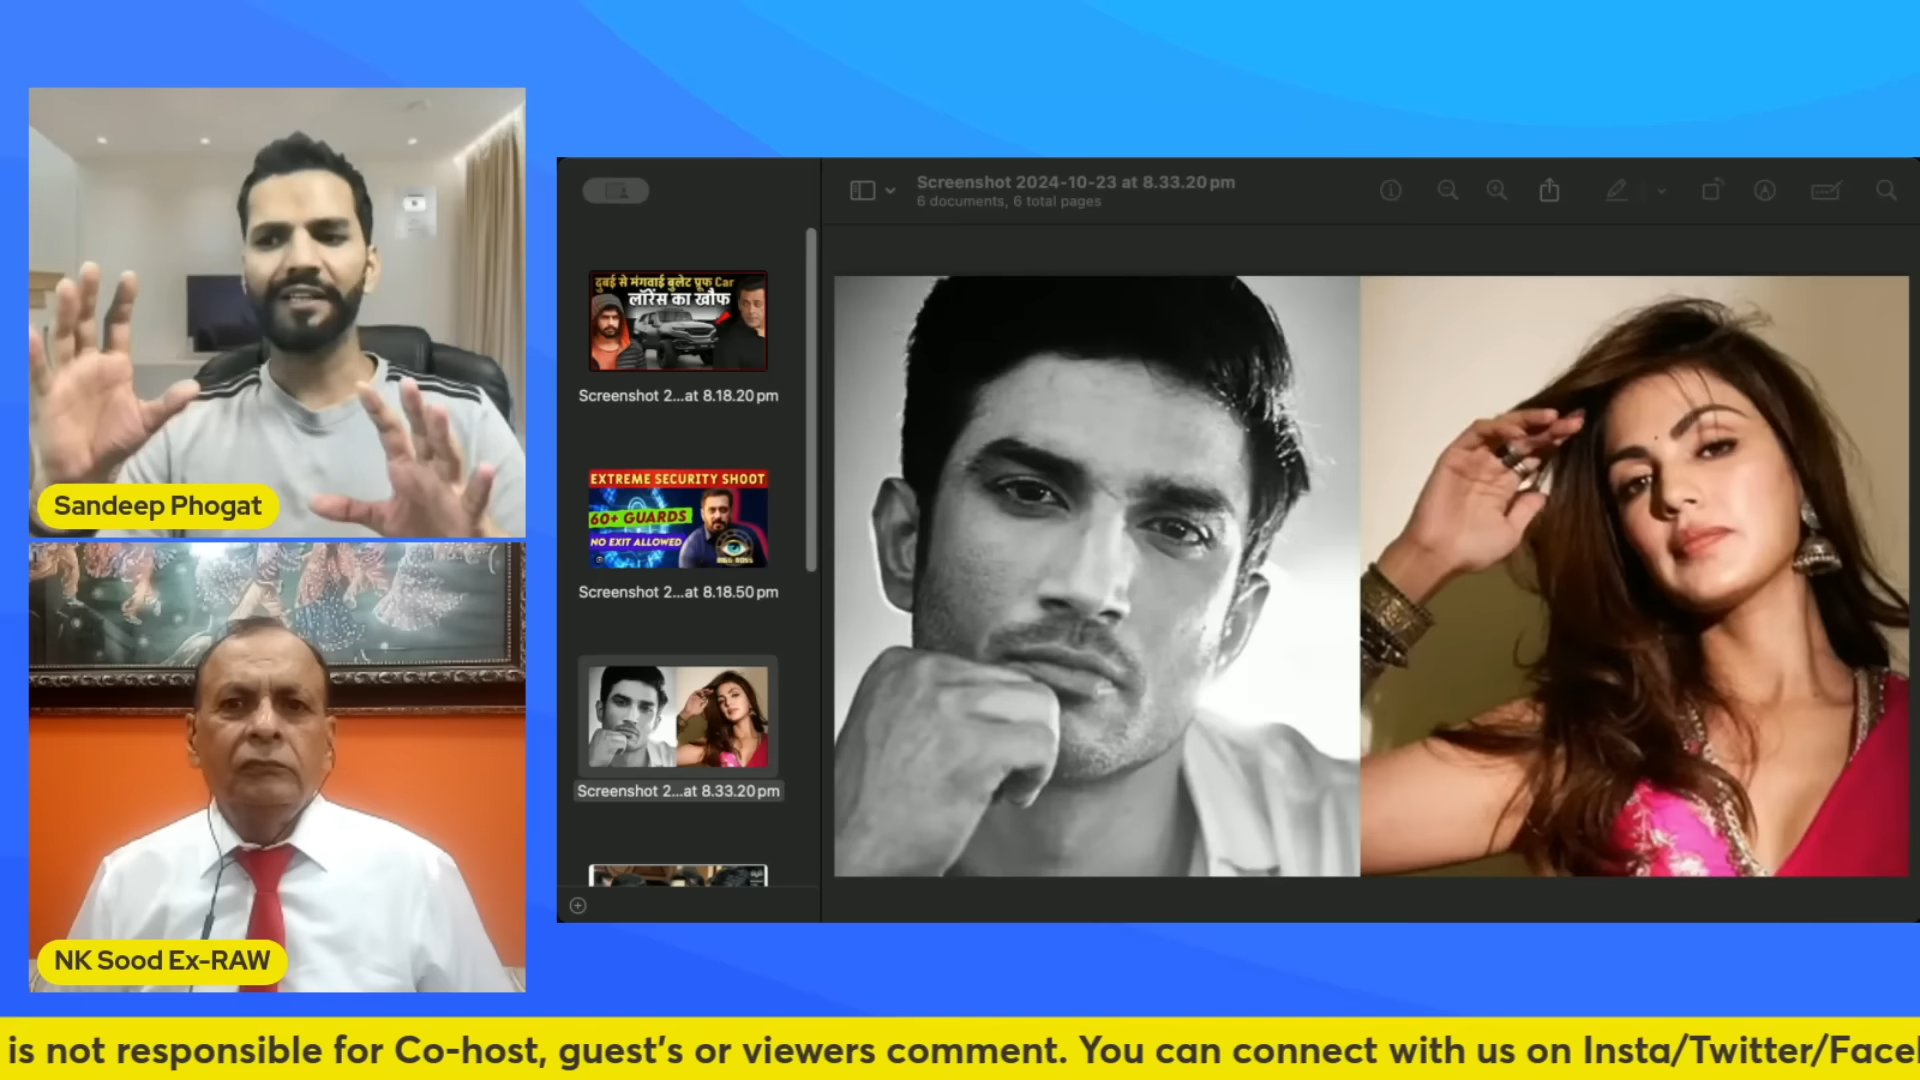 Sandeep Phogat
NK Sood Ex-RAW
Screenshot 2024-10-23 at 8.33.20 pm
6 documents, 6 total pages
दुबई से मंगवाई बुलेट प्रूफ Car
लॉरेंस का खौफ
Screenshot 2...at 8.18.20 pm
EXTREME SECURITY SHOOT
60+ GUARDS
NO EXIT ALLOWED
BIGG BOSS
Screenshot 2...at 8.18.50 pm
Screenshot 2...at 8.33.20 pm
is not responsible for Co-host, guest's or viewers comment. You can connect with us on Insta/Twitter/Face